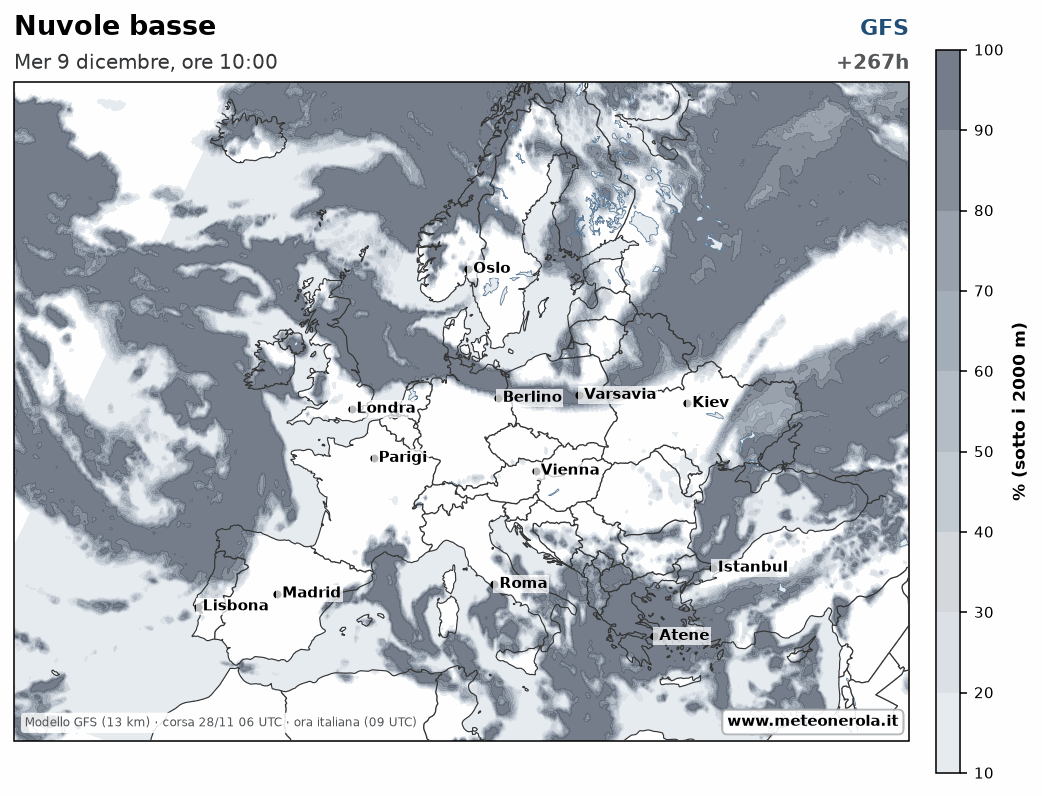 Nuvole basse
GFS
Mer 9 dicembre, ore 10:00
+267h
100
90
80
70
60
50
40
30
20
10
% (sotto i 2000 m)
Oslo
Berlino
Varsavia
Kiev
Londra
Parigi
Vienna
Istanbul
Roma
Madrid
Lisbona
Atene
Modello GFS (13 km) · corsa 28/11 06 UTC · ora italiana (09 UTC)
www.meteonerola.it